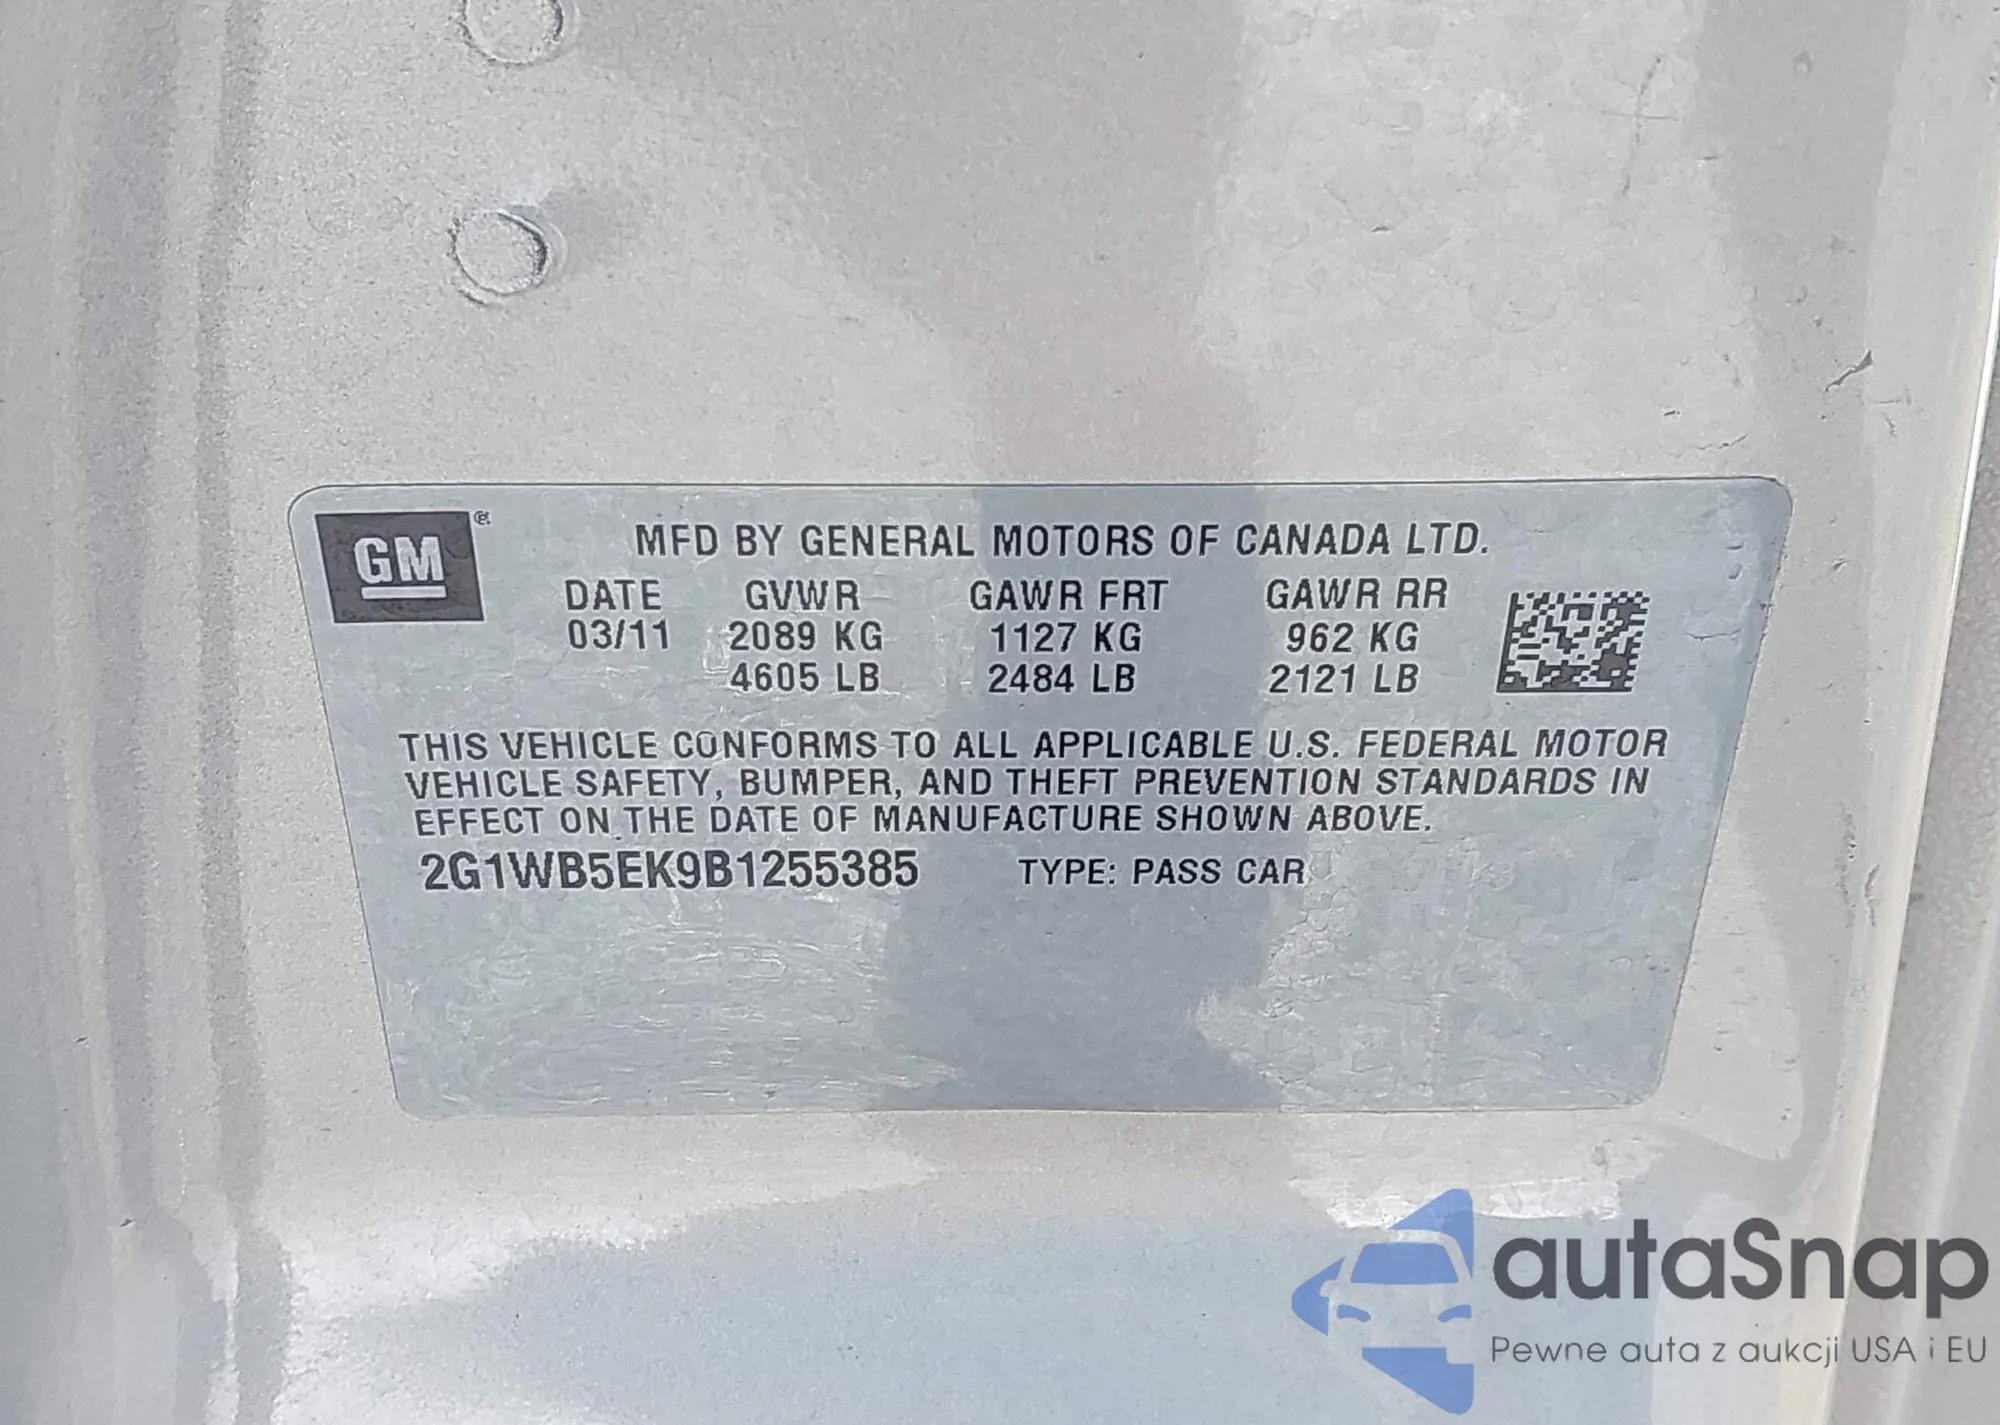 GM®
MFD BY GENERAL MOTORS OF CANADA LTD.
DATE GVWR GAWR FRT GAWR RR
03/11 2089 KG 1127 KG 962 KG
4605 LB 2484 LB 2121 LB
THIS VEHICLE CONFORMS TO ALL APPLICABLE U.S. FEDERAL MOTOR
VEHICLE SAFETY, BUMPER, AND THEFT PREVENTION STANDARDS IN
EFFECT ON THE DATE OF MANUFACTURE SHOWN ABOVE.
2G1WB5EK9B1255385 TYPE: PASS CAR
autaSnap
Pewne auta z aukcji USA i EU